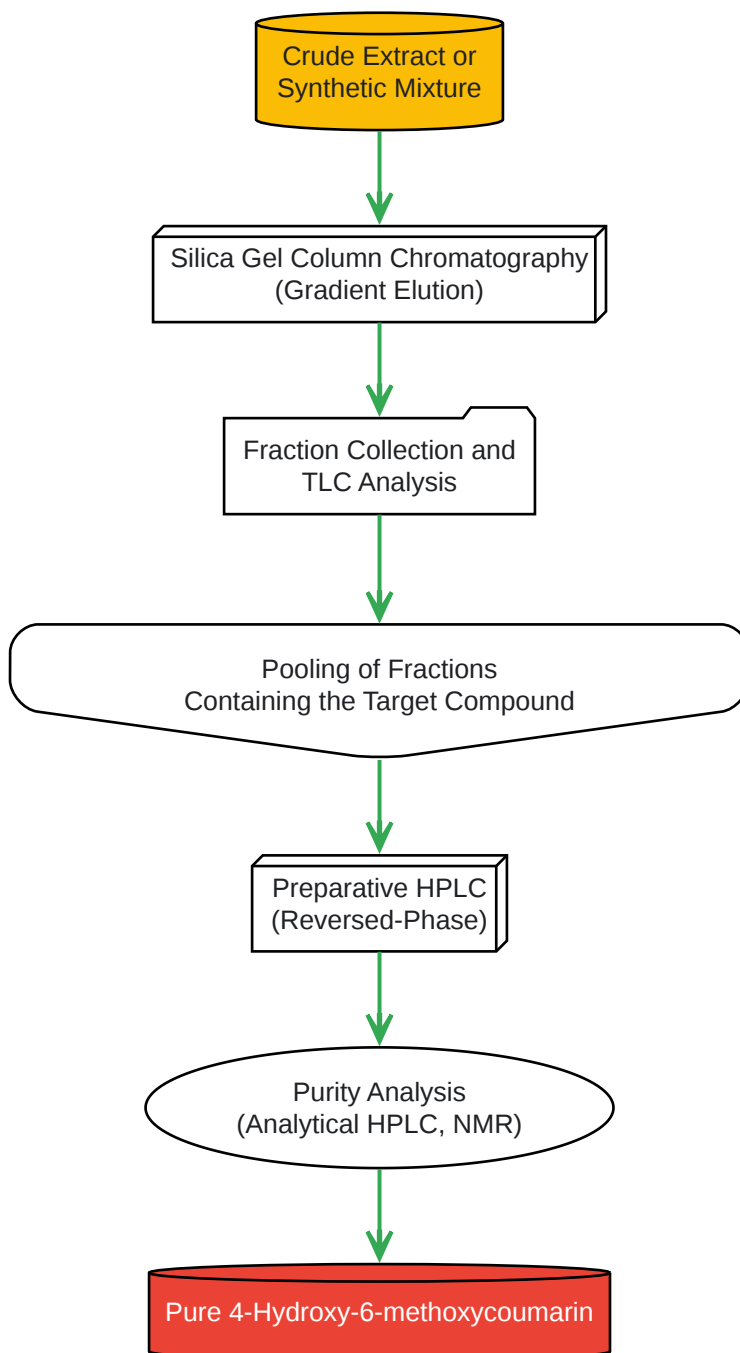 Crude Extract or
Synthetic Mixture
Silica Gel Column Chromatography
(Gradient Elution)
Fraction Collection and
TLC Analysis
Pooling of Fractions
Containing the Target Compound
Preparative HPLC
(Reversed-Phase)
Purity Analysis
(Analytical HPLC, NMR)
Pure 4-Hydroxy-6-methoxycoumarin